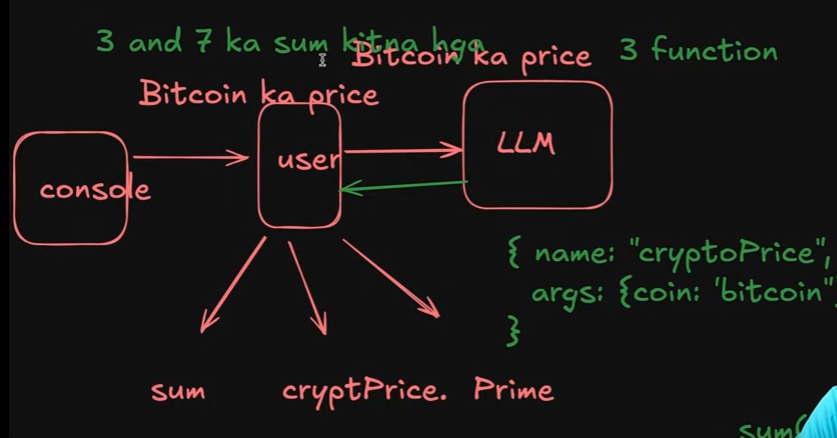 3 and 7 ka sum kitna hga
Bitcoin ka price
3 function
Bitcoin ka price
console
user
LLM
{ name: "cryptoPrice",
args: {coin: 'bitcoin"
}
sum
cryptPrice.
Prime
sum(